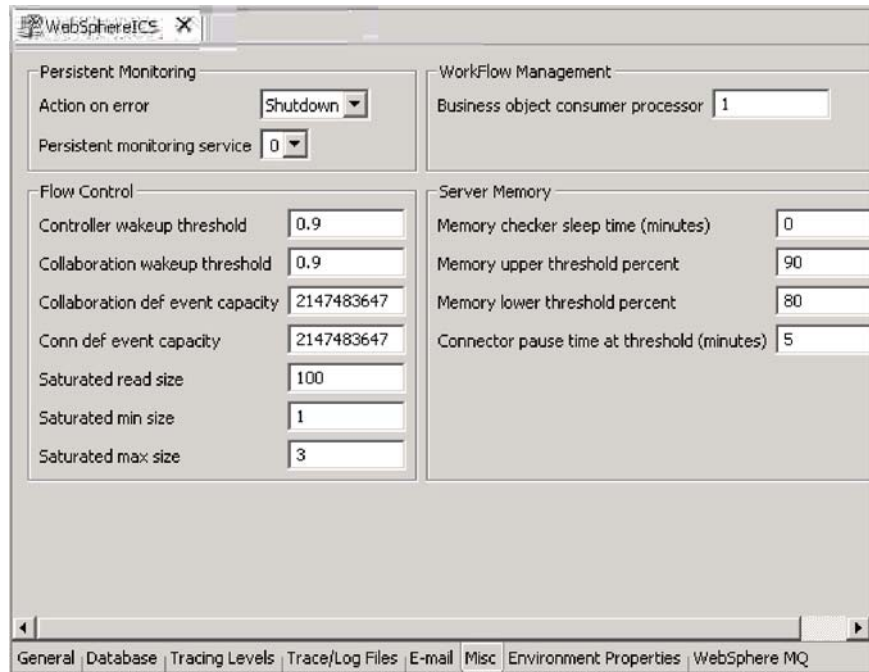 WebSphereICS
Persistent Monitoring
Action on error Shutdown
Persistent monitoring service 0
WorkFlow Management
Business object consumer processor 1
Flow Control
Controller wakeup threshold 0.9
Collaboration wakeup threshold 0.9
Collaboration def event capacity 2147483647
Conn def event capacity 2147483647
Saturated read size 100
Saturated min size 1
Saturated max size 3
Server Memory
Memory checker sleep time (minutes) 0
Memory upper threshold percent 90
Memory lower threshold percent 80
Connector pause time at threshold (minutes) 5
General Database Tracing Levels Trace/Log Files E-mail Misc Environment Properties WebSphere MQ